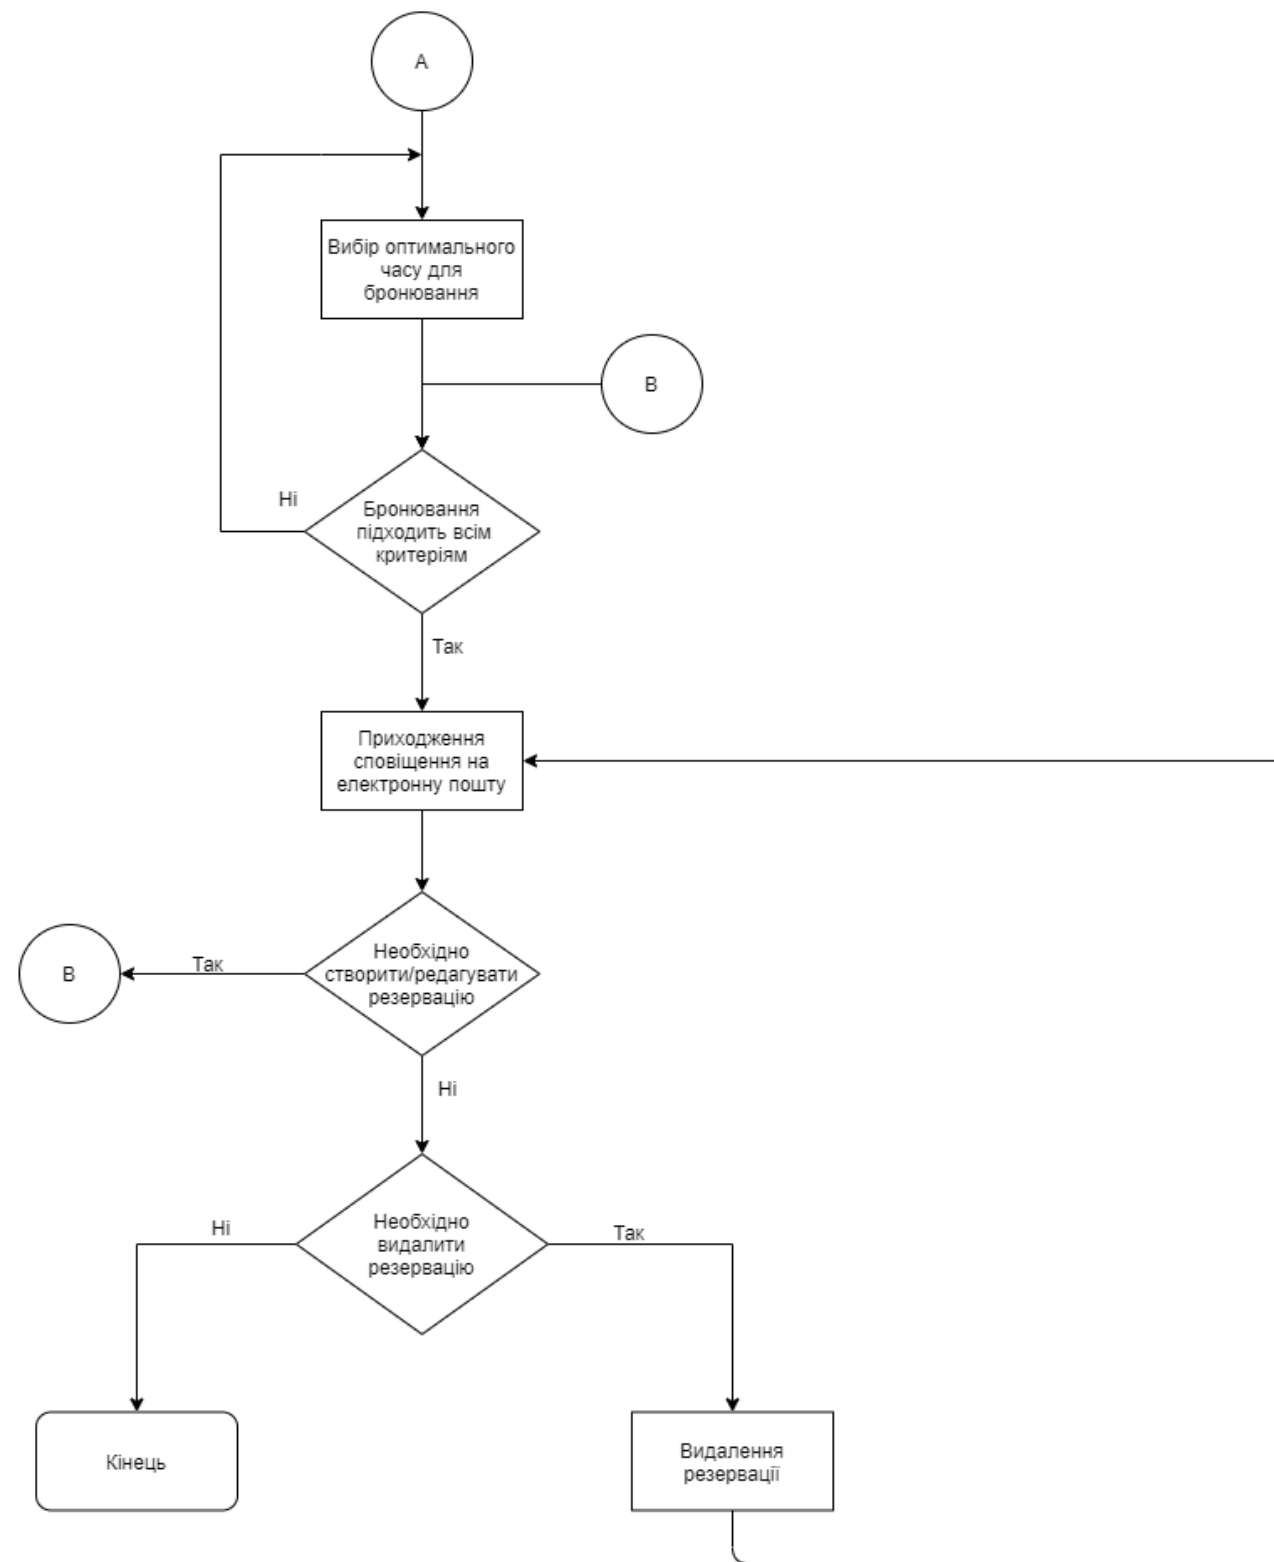 A
Вибір оптимального
часу для
бронювання
B
Ні
Бронювання
підходить всім
критеріям
Так
Приходження
сповіщення на
електронну пошту
B
Так
Необхідно
створити/редагувати
резервацію
Ні
Ні
Необхідно
видалити
резервацію
Так
Кінець
Видалення
резервації